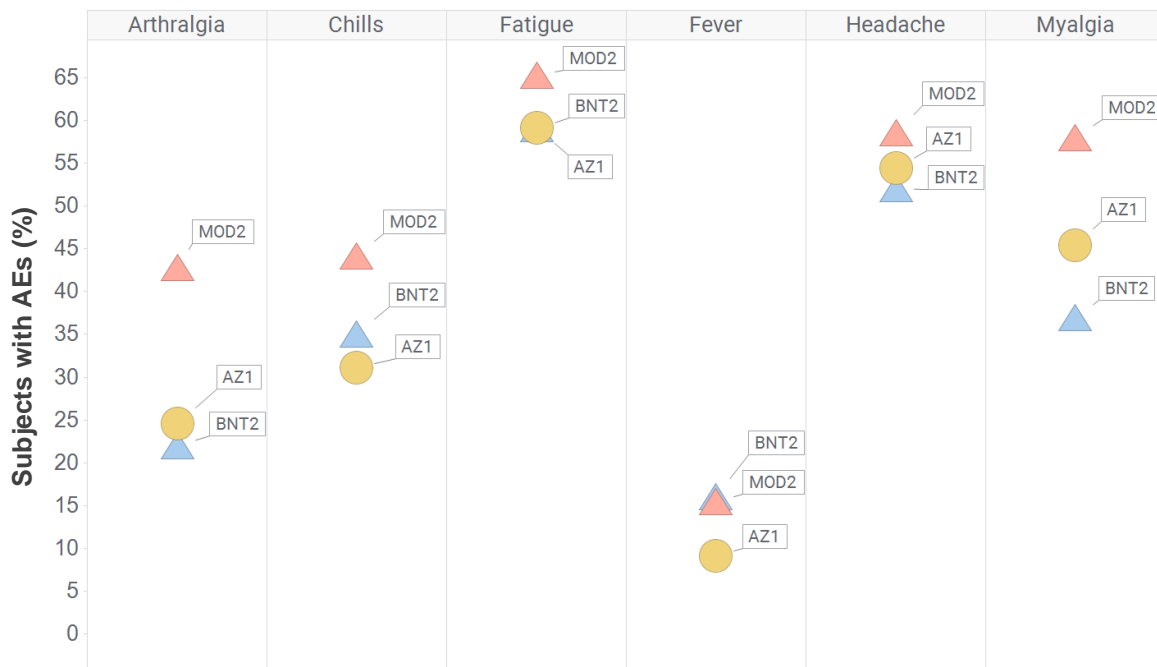 Arthralgia Chills Fatigue Fever Headache Myalgia
Subjects with AEs (%)
65
60
55
50
45
40
35
30
25
20
15
10
5
0
MOD2
AZ1
BNT2
MOD2
BNT2
AZ1
MOD2
BNT2
AZ1
BNT2
MOD2
AZ1
MOD2
AZ1
BNT2
MOD2
AZ1
BNT2